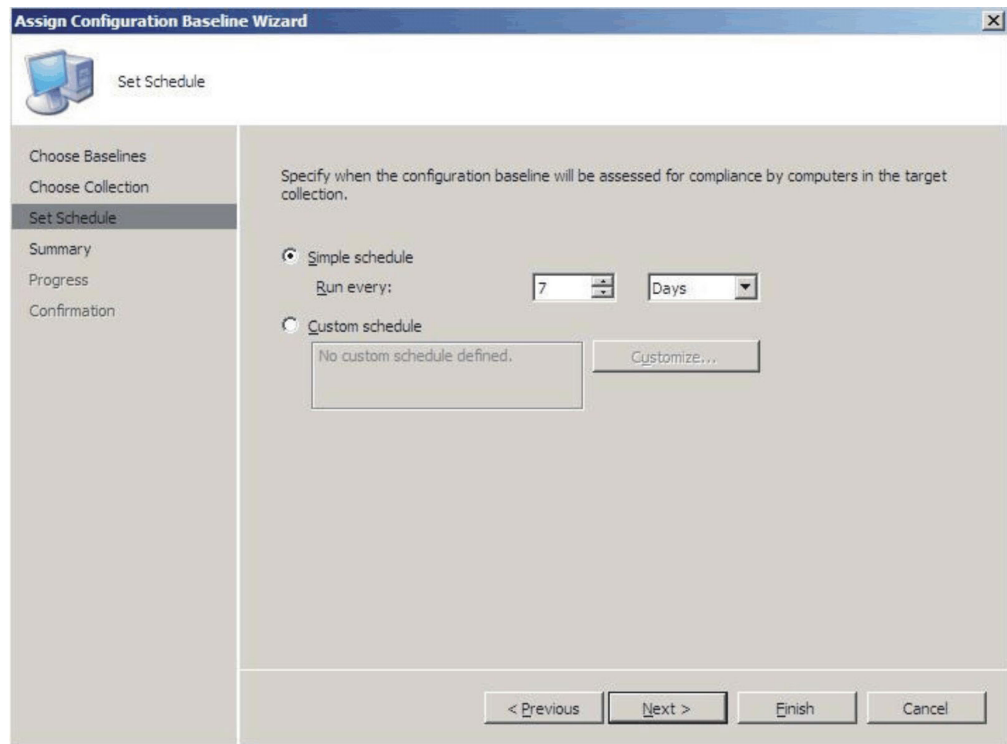 Assign Configuration Baseline Wizard
Set Schedule
Choose Baselines
Choose Collection
Set Schedule
Summary
Progress
Confirmation
Specify when the configuration baseline will be assessed for compliance by computers in the target
collection.
Simple schedule
Run every: 7 Days
Custom schedule
No custom schedule defined. Customize...
< Previous Next > Finish Cancel